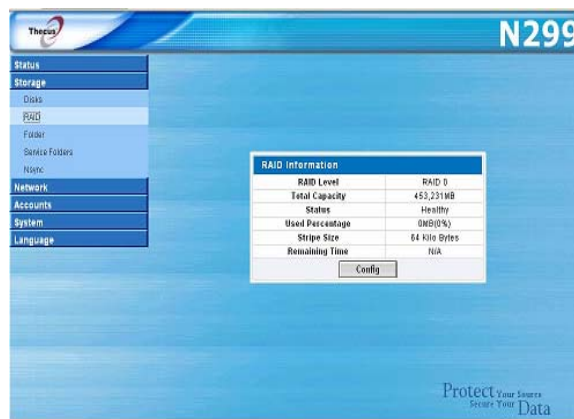 Thecus
N299
Status
Storage
Disks
RAID
Folder
Service Folders
Nsync
Network
Accounts
System
Language
RAID Information
RAID Level RAID 0
Total Capacity 453,231MB
Status Healthy
Used Percentage 0MB(0%)
Stripe Size 64 Kilo Bytes
Remaining Time N/A
Config
Protect Your Source
Secure Your Data